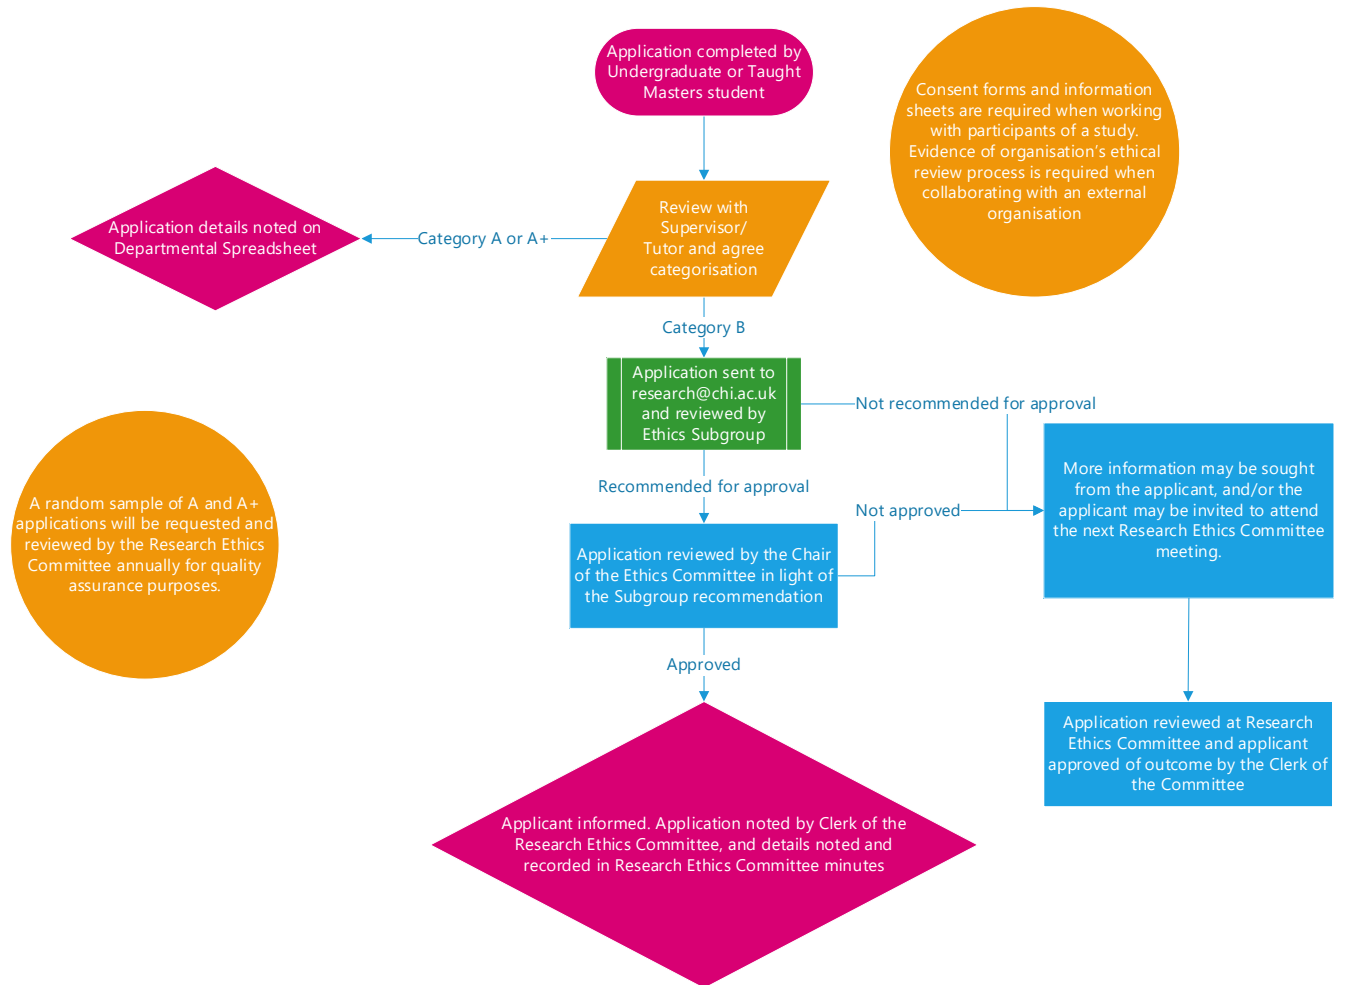 Application completed by
Undergraduate or Taught
Masters student
Consent forms and information
sheets are required when working
with participants of a study.
Evidence of organisation's ethical
review process is required when
collaborating with an external
organisation
Review with
Supervisor/
Tutor and agree
categorisation
Category A or A+
Application details noted on
Departmental Spreadsheet
Category B
Application sent to
research@chi.ac.uk
and reviewed by
Ethics Subgroup
Not recommended for approval
More information may be sought
from the applicant, and/or the
applicant may be invited to attend
the next Research Ethics Committee
meeting.
A random sample of A and A+
applications will be requested and
reviewed by the Research Ethics
Committee annually for quality
assurance purposes.
Recommended for approval
Not approved
Application reviewed by the Chair
of the Ethics Committee in light of
the Subgroup recommendation
Approved
Application reviewed at Research
Ethics Committee and applicant
approved of outcome by the Clerk of
the Committee
Applicant informed. Application noted by Clerk of the
Research Ethics Committee, and details noted and
recorded in Research Ethics Committee minutes